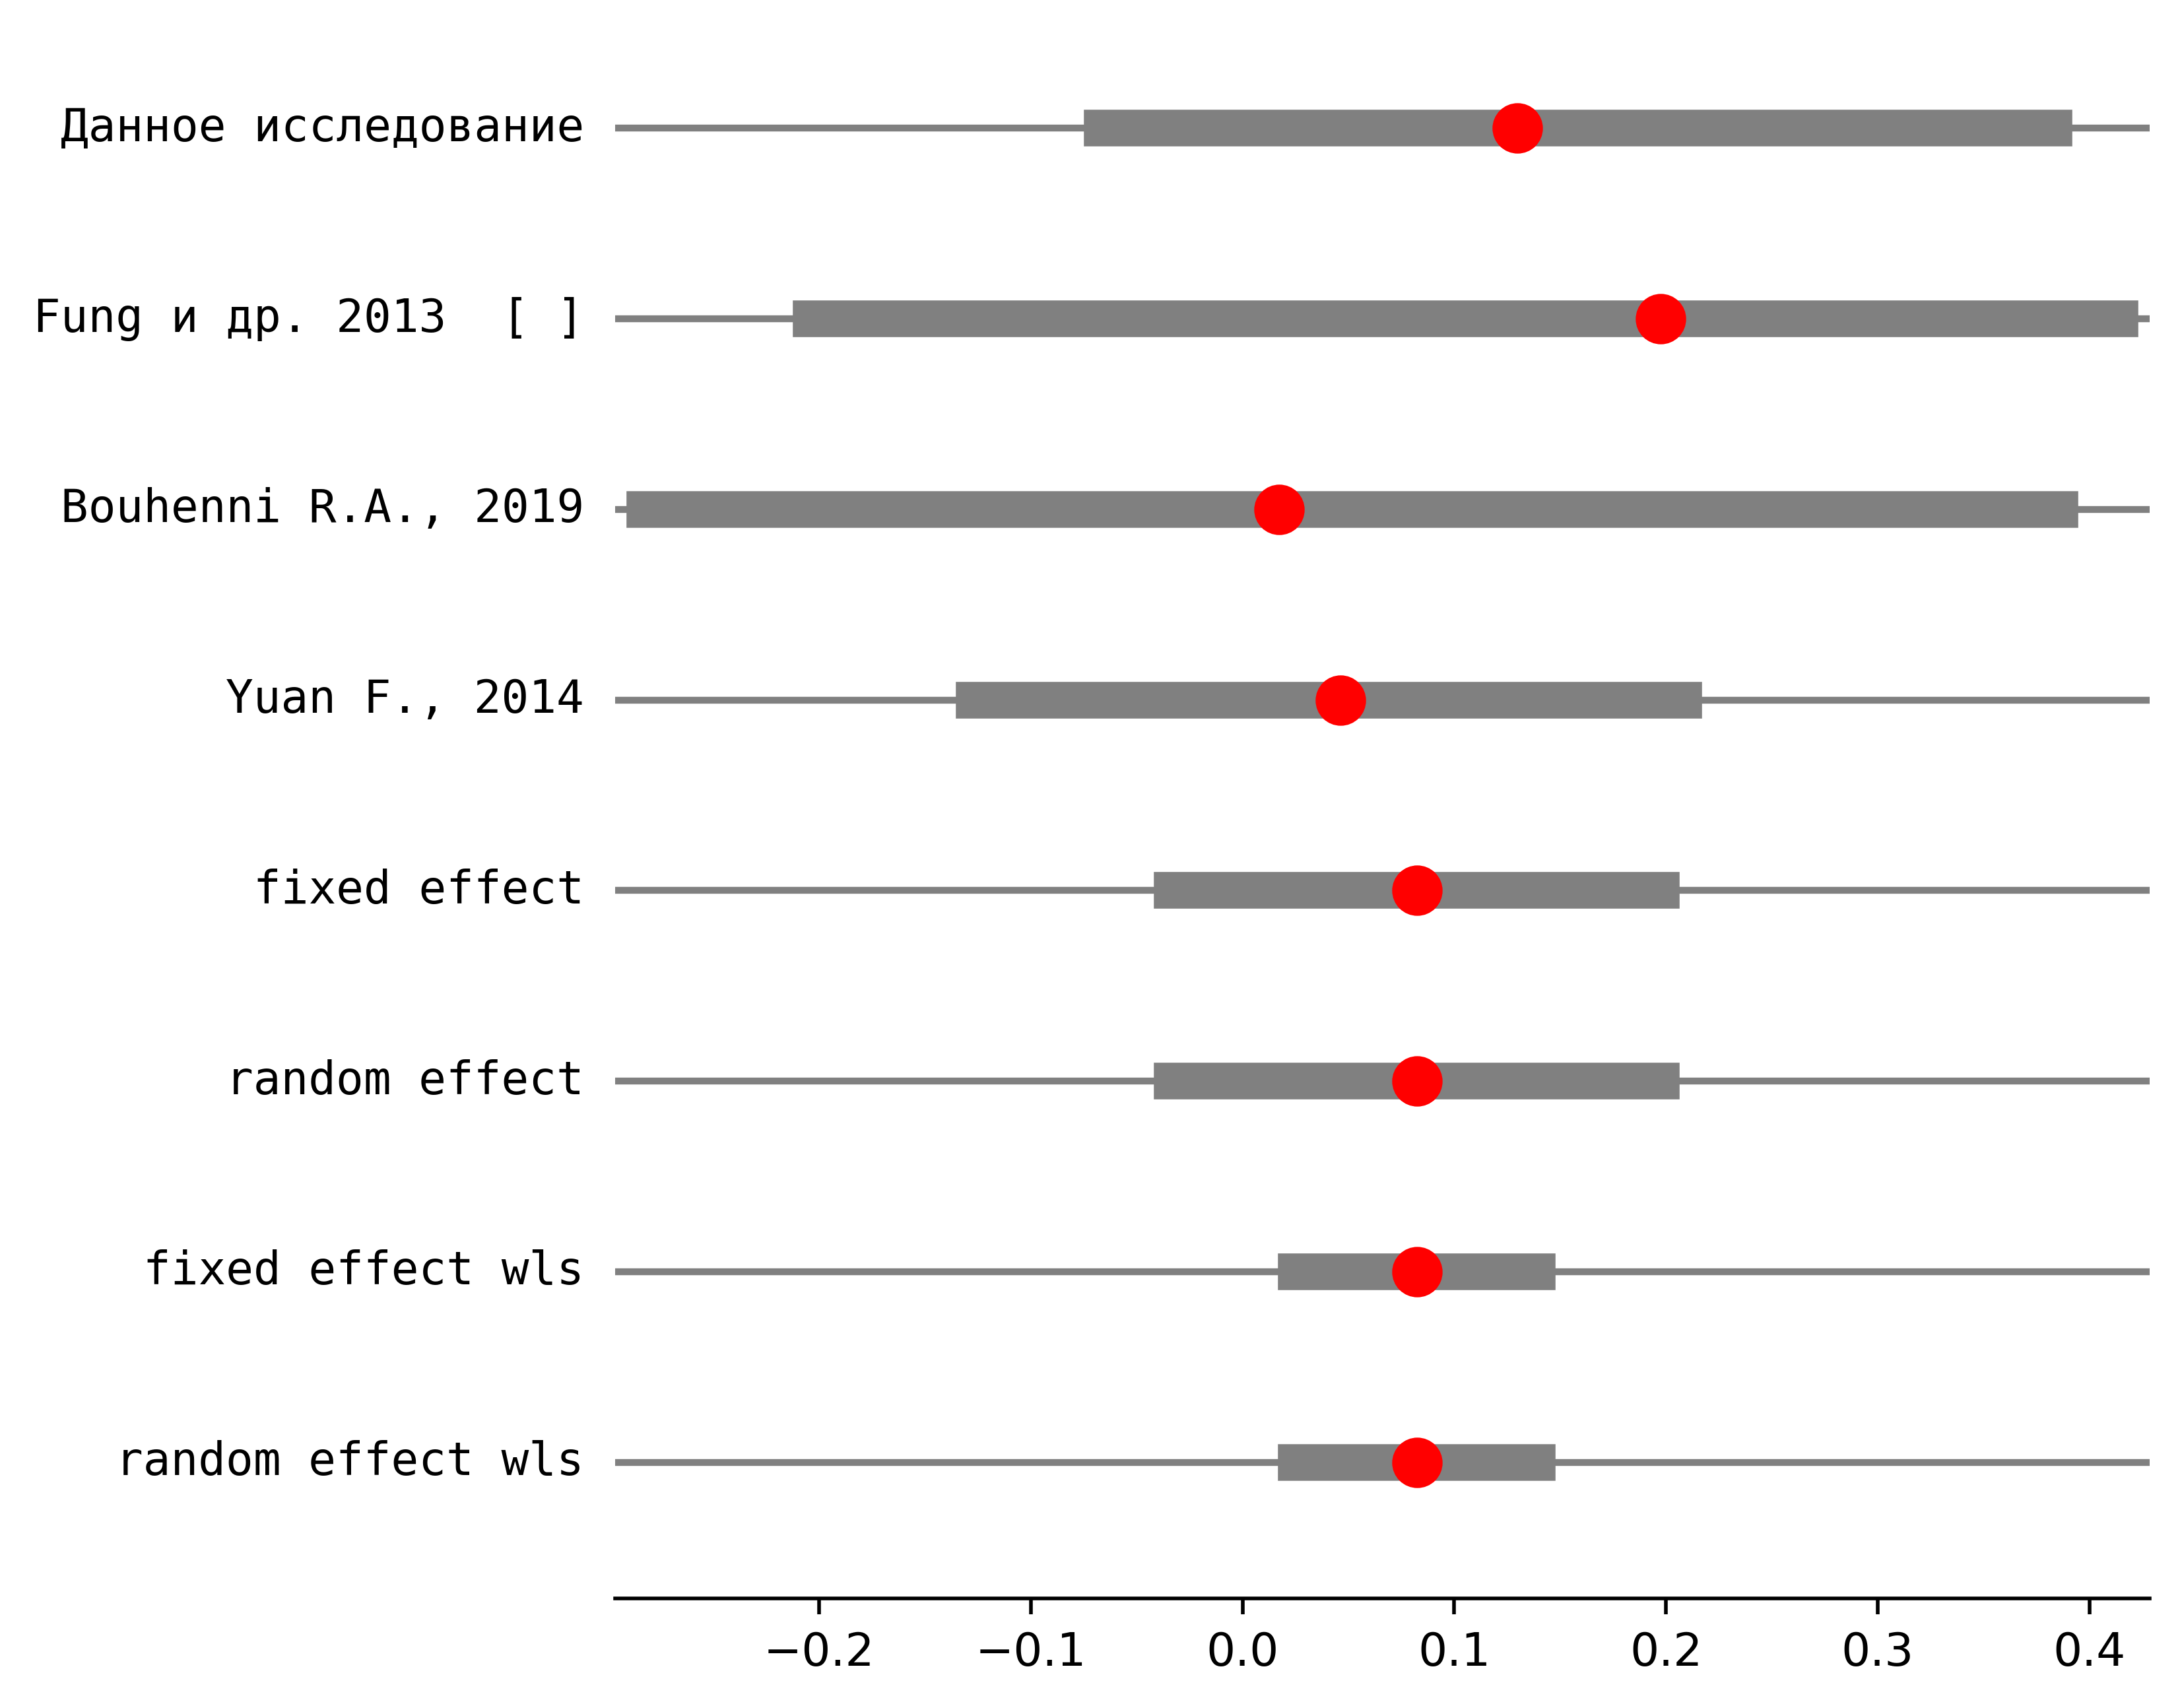 Данное исследование
Fung и др. 2013 [ ]
Bouhenni R.A., 2019
Yuan F., 2014
fixed effect
random effect
fixed effect wls
random effect wls
−0.2 −0.1 0.0 0.1 0.2 0.3 0.4